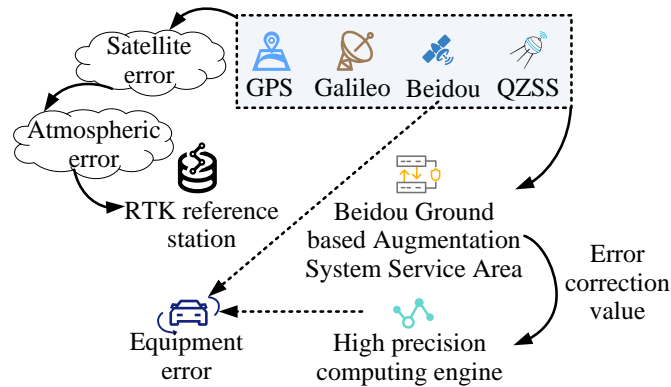 Satellite
error
GPS
Galileo
Beidou
QZSS
Atmospheric
error
RTK reference
station
Beidou Ground
based Augmentation
System Service Area
Error
correction
value
Equipment
error
High precision
computing engine